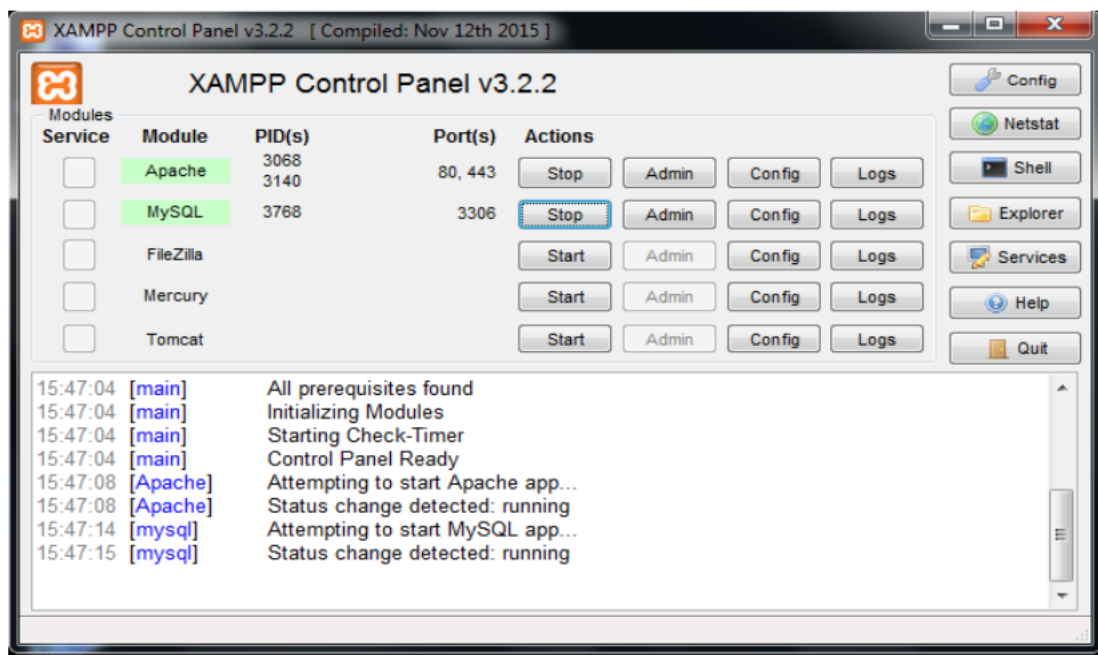 XAMPP Control Panel v3.2.2 [ Compiled: Nov 12th 2015 ]
XAMPP Control Panel v3.2.2
Config
Modules
Service Module PID(s) Port(s) Actions
Netstat
Apache 3068 3140 80, 443 Stop Admin Config Logs
Shell
MySQL 3768 3306 Stop Admin Config Logs
Explorer
FileZilla Start Admin Config Logs
Services
Mercury Start Admin Config Logs
Help
Tomcat Start Admin Config Logs
Quit
15:47:04 [main] All prerequisites found
15:47:04 [main] Initializing Modules
15:47:04 [main] Starting Check-Timer
15:47:04 [main] Control Panel Ready
15:47:08 [Apache] Attempting to start Apache app...
15:47:08 [Apache] Status change detected: running
15:47:14 [mysql] Attempting to start MySQL app...
15:47:15 [mysql] Status change detected: running